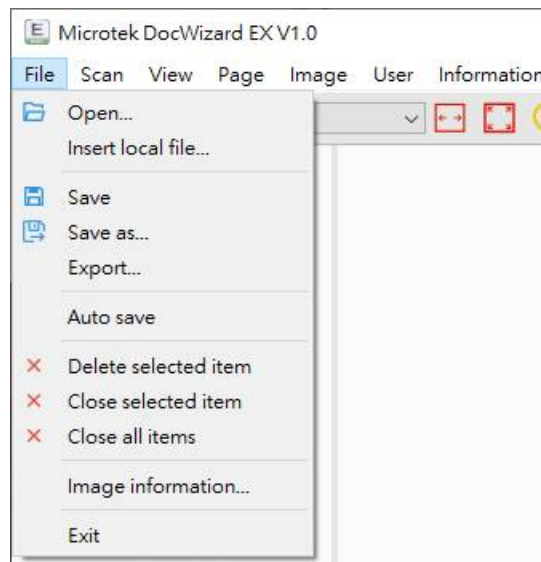 E Microtek DocWizard EX V1.0
File Scan View Page Image User Information
Open...
Insert local file...
Save
Save as...
Export...
Auto save
Delete selected item
Close selected item
Close all items
Image information...
Exit